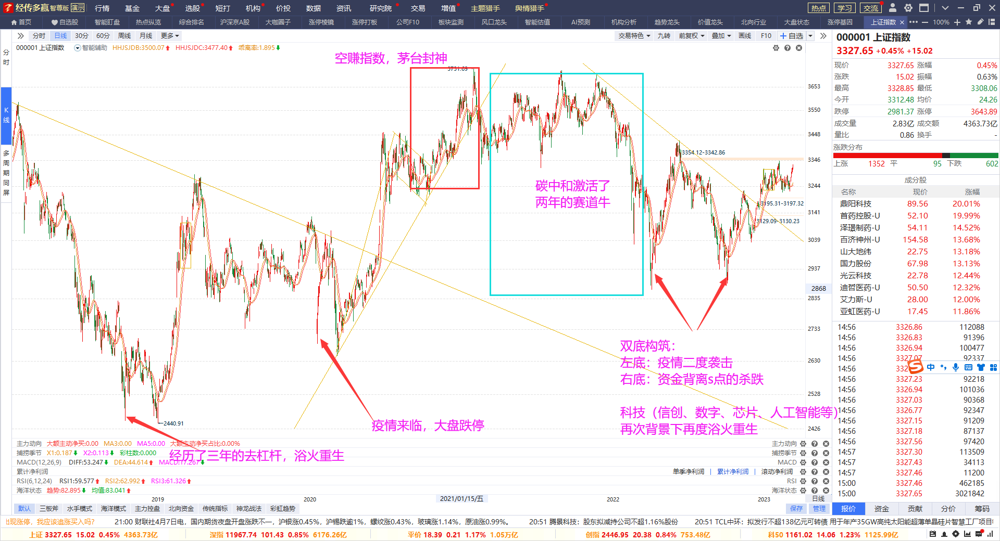 经传多赢 智尊版 演示 行情 基金 大盘 选股 短打 机构 价投 数据 资讯 研究院 交易 增值 主题猎手 舆情猎手 热点 学习 交流
首页 自选股 智能盯盘 热点纵览 综合排名 沪深京A股 大咖圈子 涨停棱镜 涨停打板 公司F10 板块监测 风口龙头 智能估值 AI预测 机构分析 趋势龙头 价值龙头 北向行业 大盘状态 涨停基因 上证指数 100%
分时 日线 30分 60分 周线 月线 更多 交易特色 九转 前复权 叠加 画线 F10 自选
000001 上证指数 智能辅助 HHJSJDB:3500.07 HHJSJDC:3477.40 乖离率:1.895
分时
K线
多周期同屏
空赚指数，茅台封神
3731.69
3653
3550
3448
3354.12-3342.86
3346
碳中和激活了
两年的赛道牛
3244
3195.31-3197.32
3141
3129.09-3130.23
3039
2937
2868
2835
2733
双底构筑：
左底：疫情二度袭击
右底：资金背离s点的杀跌
2630
2528
科技（信创、数字、芯片、人工智能等）
再次背景下再度浴火重生
2440.91
疫情来临，大盘跌停
2426
经历了三年的去杠杆，浴火重生
主力动向 大额主动净买:0.00 MA3:0.00 MA5:0.00 大额主动净买占比:0.00% 主力动向
捕捞季节 X1:0.187 X2:0.113 彩柱数:0.000 捕捞季节
MACD(12,26,9) DIFF:53.247 DEA:44.614 MACD:17.267 MACD
累计净利润 单季净利润 | 累计净利润 | 滚动净利润
RSI(6,12,24) RSI1:59.577 RSI2:62.992 RSI3:61.326 RSI
海洋状态 趋势:82.895 均值:83.041 海洋状态
2019 2020 2021/01/15/五 2022 2023 日线
默认 三板斧 水手模式 海洋模式 主力控盘 北向资金 传统指标 神龙战法 彩虹趋势 保存 管理
000001 上证指数
3327.65 +0.45% +15.02
现价 3327.65 涨幅 0.45%
涨跌 15.02 振幅 0.63%
最高 3328.85 最低 3308.06
今开 3312.48 均价 24.26
跌停 2981.37 涨停 3643.89
成交量 2.83亿 成交额 4363.73亿
量比 0.86 换手 -
涨跌分布
上涨 1352 平 95 下跌 602
成分股
名称 现价 涨幅
鼎阳科技 89.56 20.01%
首药控股-U 52.10 19.99%
泽璟制药-U 54.11 14.52%
百济神州-U 154.58 13.68%
山大地纬 22.75 13.18%
国力股份 67.98 13.13%
光云科技 22.78 12.44%
迪哲医药-U 50.50 12.32%
艾力斯-U 28.00 12.00%
亚虹医药-U 17.45 11.86%
14:56 3326.86 112088
14:56 3326.83 91396
14:56 3326.94 100477
14:56 3327.07 92337
14:56 332
中
14:56 3327.23 92218
14:56 3326.94 101036
14:56 3327.03 90368
14:56 3326.77 92347
14:56 3327.15 91209
14:56 3327.18 87137
14:56 3326.56 97420
14:57 3327.30 113509
14:57 3327.43 34113
14:57 3327.46 11200
15:00 3327.46 462185
15:00 3327.65 3021842
报价 资金 贡献 分价 筹码
出现涨停，我应该追涨买入吗? 21:00 财联社4月7日电，国内期货夜盘开盘涨跌不一，沪银涨0.45%，沪锡跌逾1%，螺纹涨0.43%，玻璃涨1.14%，原油涨0.99%。 20:51 腾景科技：股东拟减持公司不超1.16%股份 20:51 TCL中环：拟发行不超138亿元可转债 用于年产35GW高纯太阳能超薄单晶硅片智慧工厂项目等
上证 3327.65 15.02 0.45% 4363.73亿 深指 11967.74 101.43 0.85% 6176.26亿 平价 18.39 0.21 1.17% 1.05万亿 创指 2446.95 20.38 0.84% 753.48亿 科50 1161.02 14.06 1.23% 1125.99亿